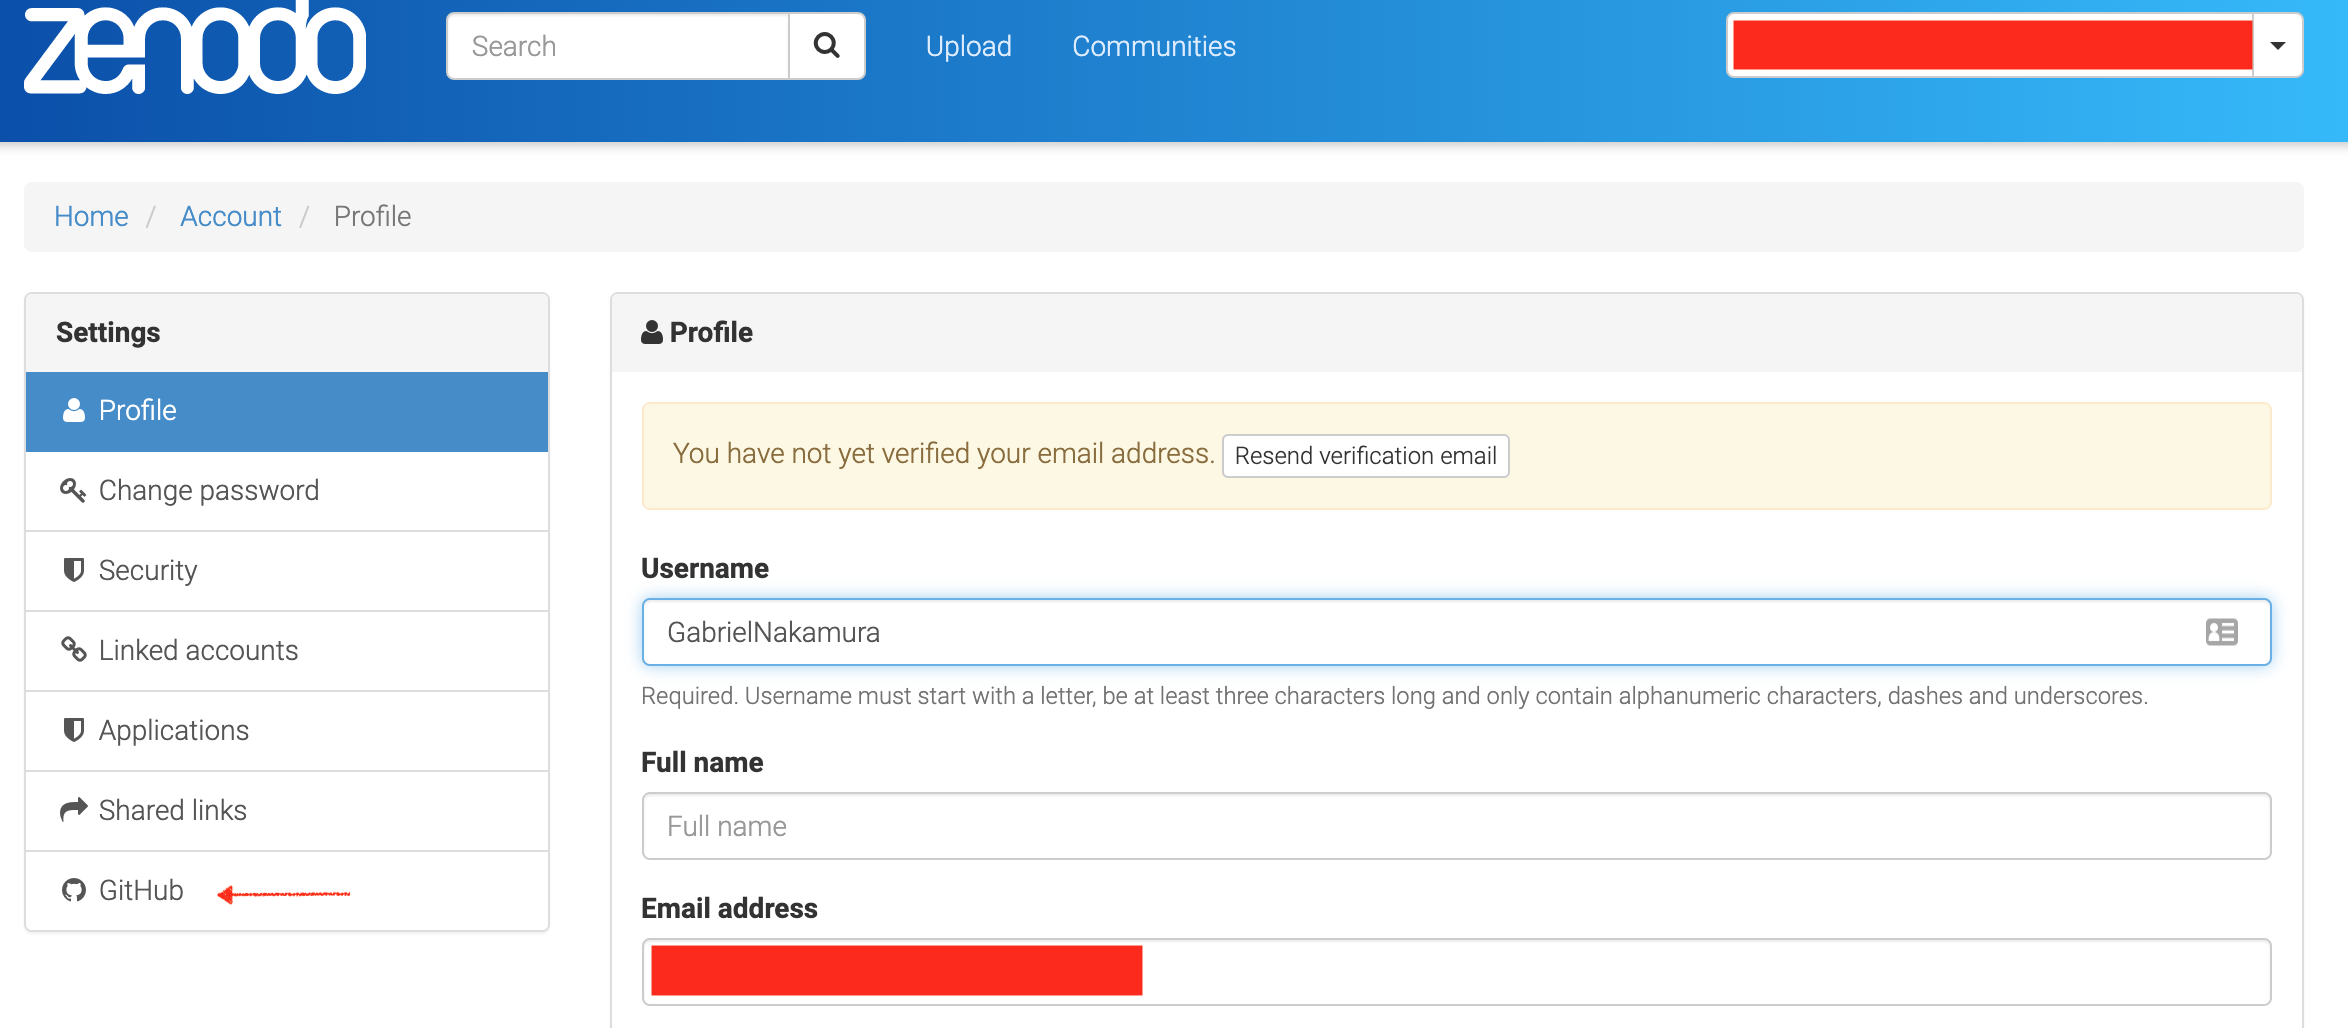 zenodo
Search
Upload
Communities
Home / Account / Profile
Settings
Profile
Change password
Security
Linked accounts
Applications
Shared links
GitHub
Profile
You have not yet verified your email address. Resend verification email
Username
GabrielNakamura
Required. Username must start with a letter, be at least three characters long and only contain alphanumeric characters, dashes and underscores.
Full name
Full name
Email address